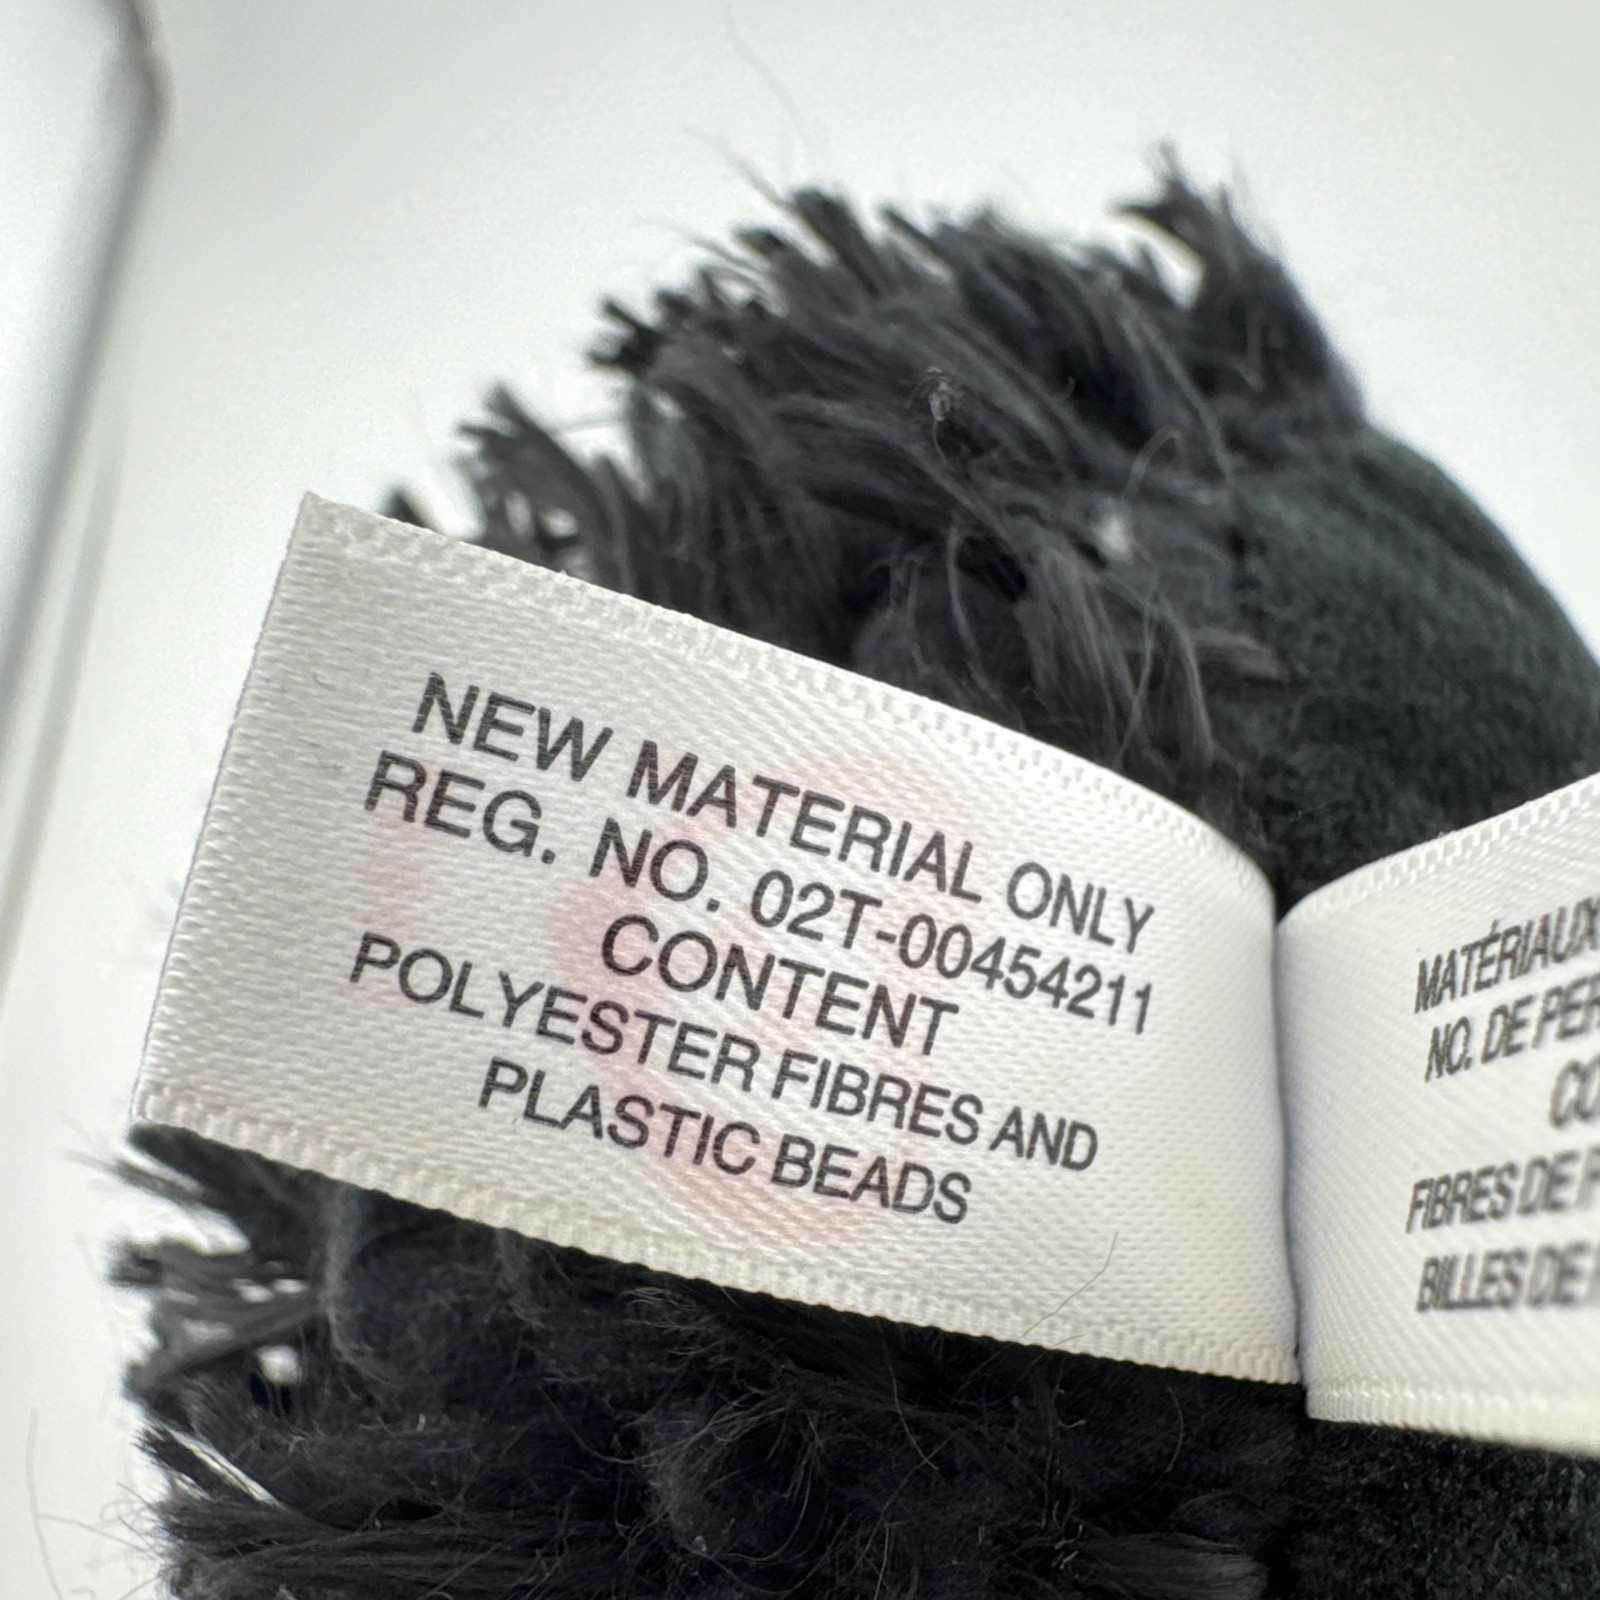 NEW MATERIAL ONLY
REG. NO. 02T-00454211
CONTENT
POLYESTER FIBRES AND
PLASTIC BEADS
MATÉRIAUX
NO. DE
FIBRES DE
BILLES DE